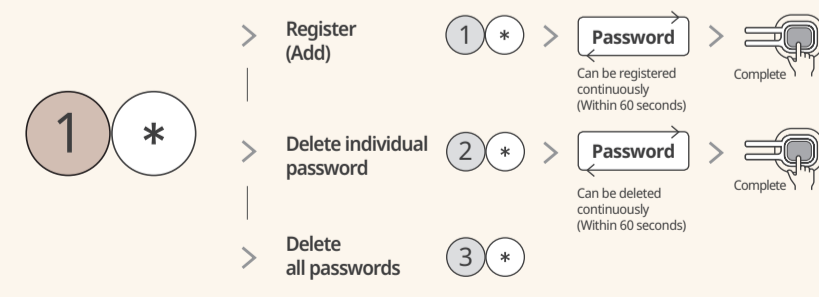 1 *
Register
(Add)
1 *
Password
Can be registered
continuously
(Within 60 seconds)
Complete
Delete individual
password
2 *
Password
Can be deleted
continuously
(Within 60 seconds)
Complete
Delete
all passwords
3 *